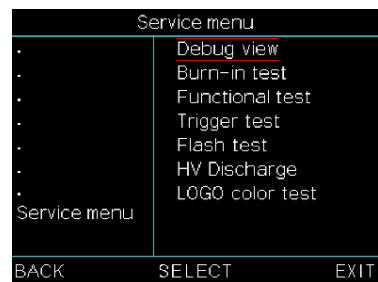 Service menu
. Debug view
. Burn-in test
. Functional test
. Trigger test
. Flash test
. HV Discharge
. LOGO color test
Service menu
BACK SELECT EXIT